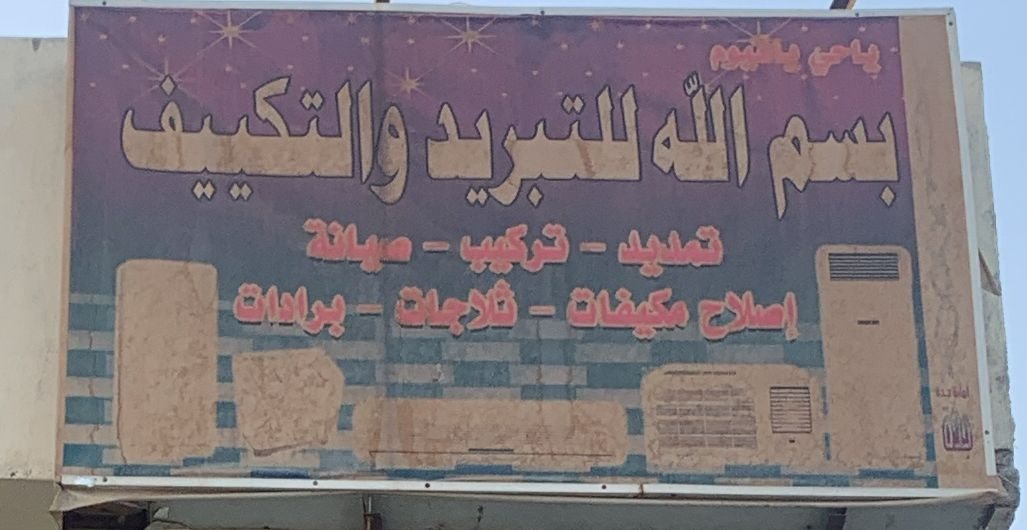 ياحي ياقيوم
بسم الله للتبريد والتكييف
تمديد - تركيب - صيانة
إصلاح مكيفات - ثلاجات - برادات